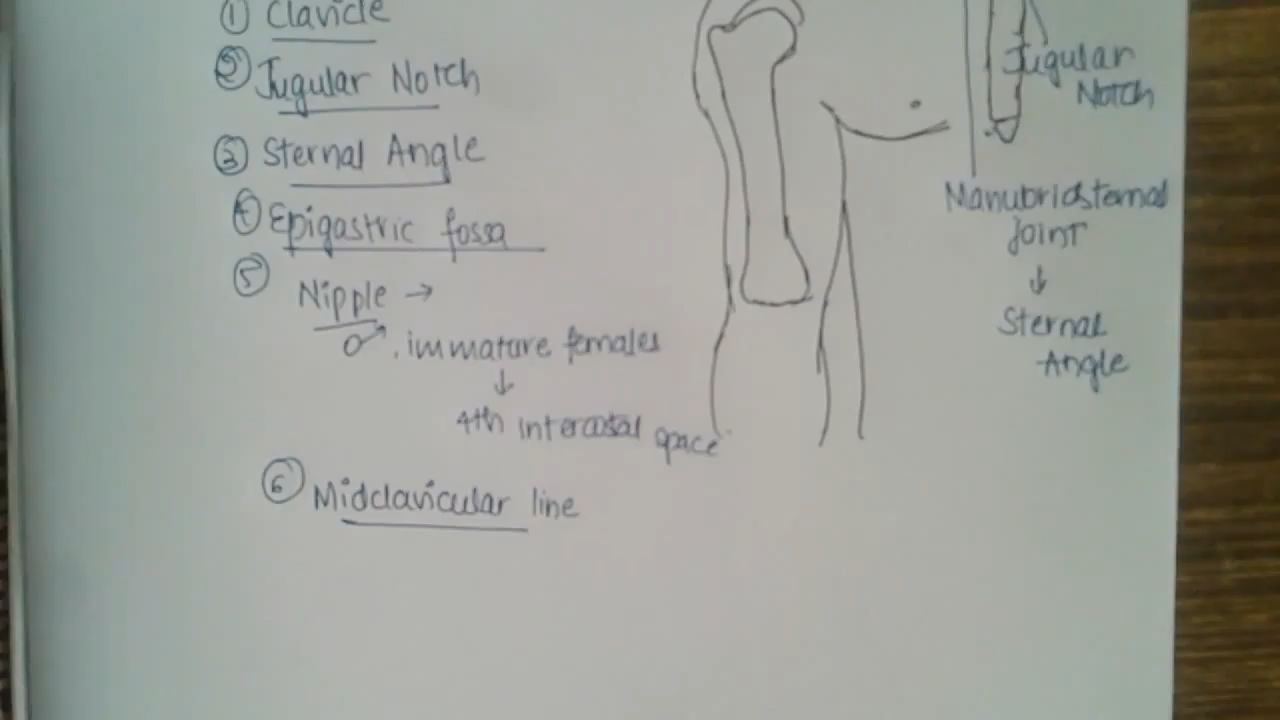 ① Clavicle
② Jugular Notch
③ Sternal Angle
④ Epigastric fossa
⑤ Nipple →
♂, immature females
↓
4th intercostal space
⑥ Midclavicular line
Jugular
Notch
Manubriosternal
Joint
↓
Sternal
Angle